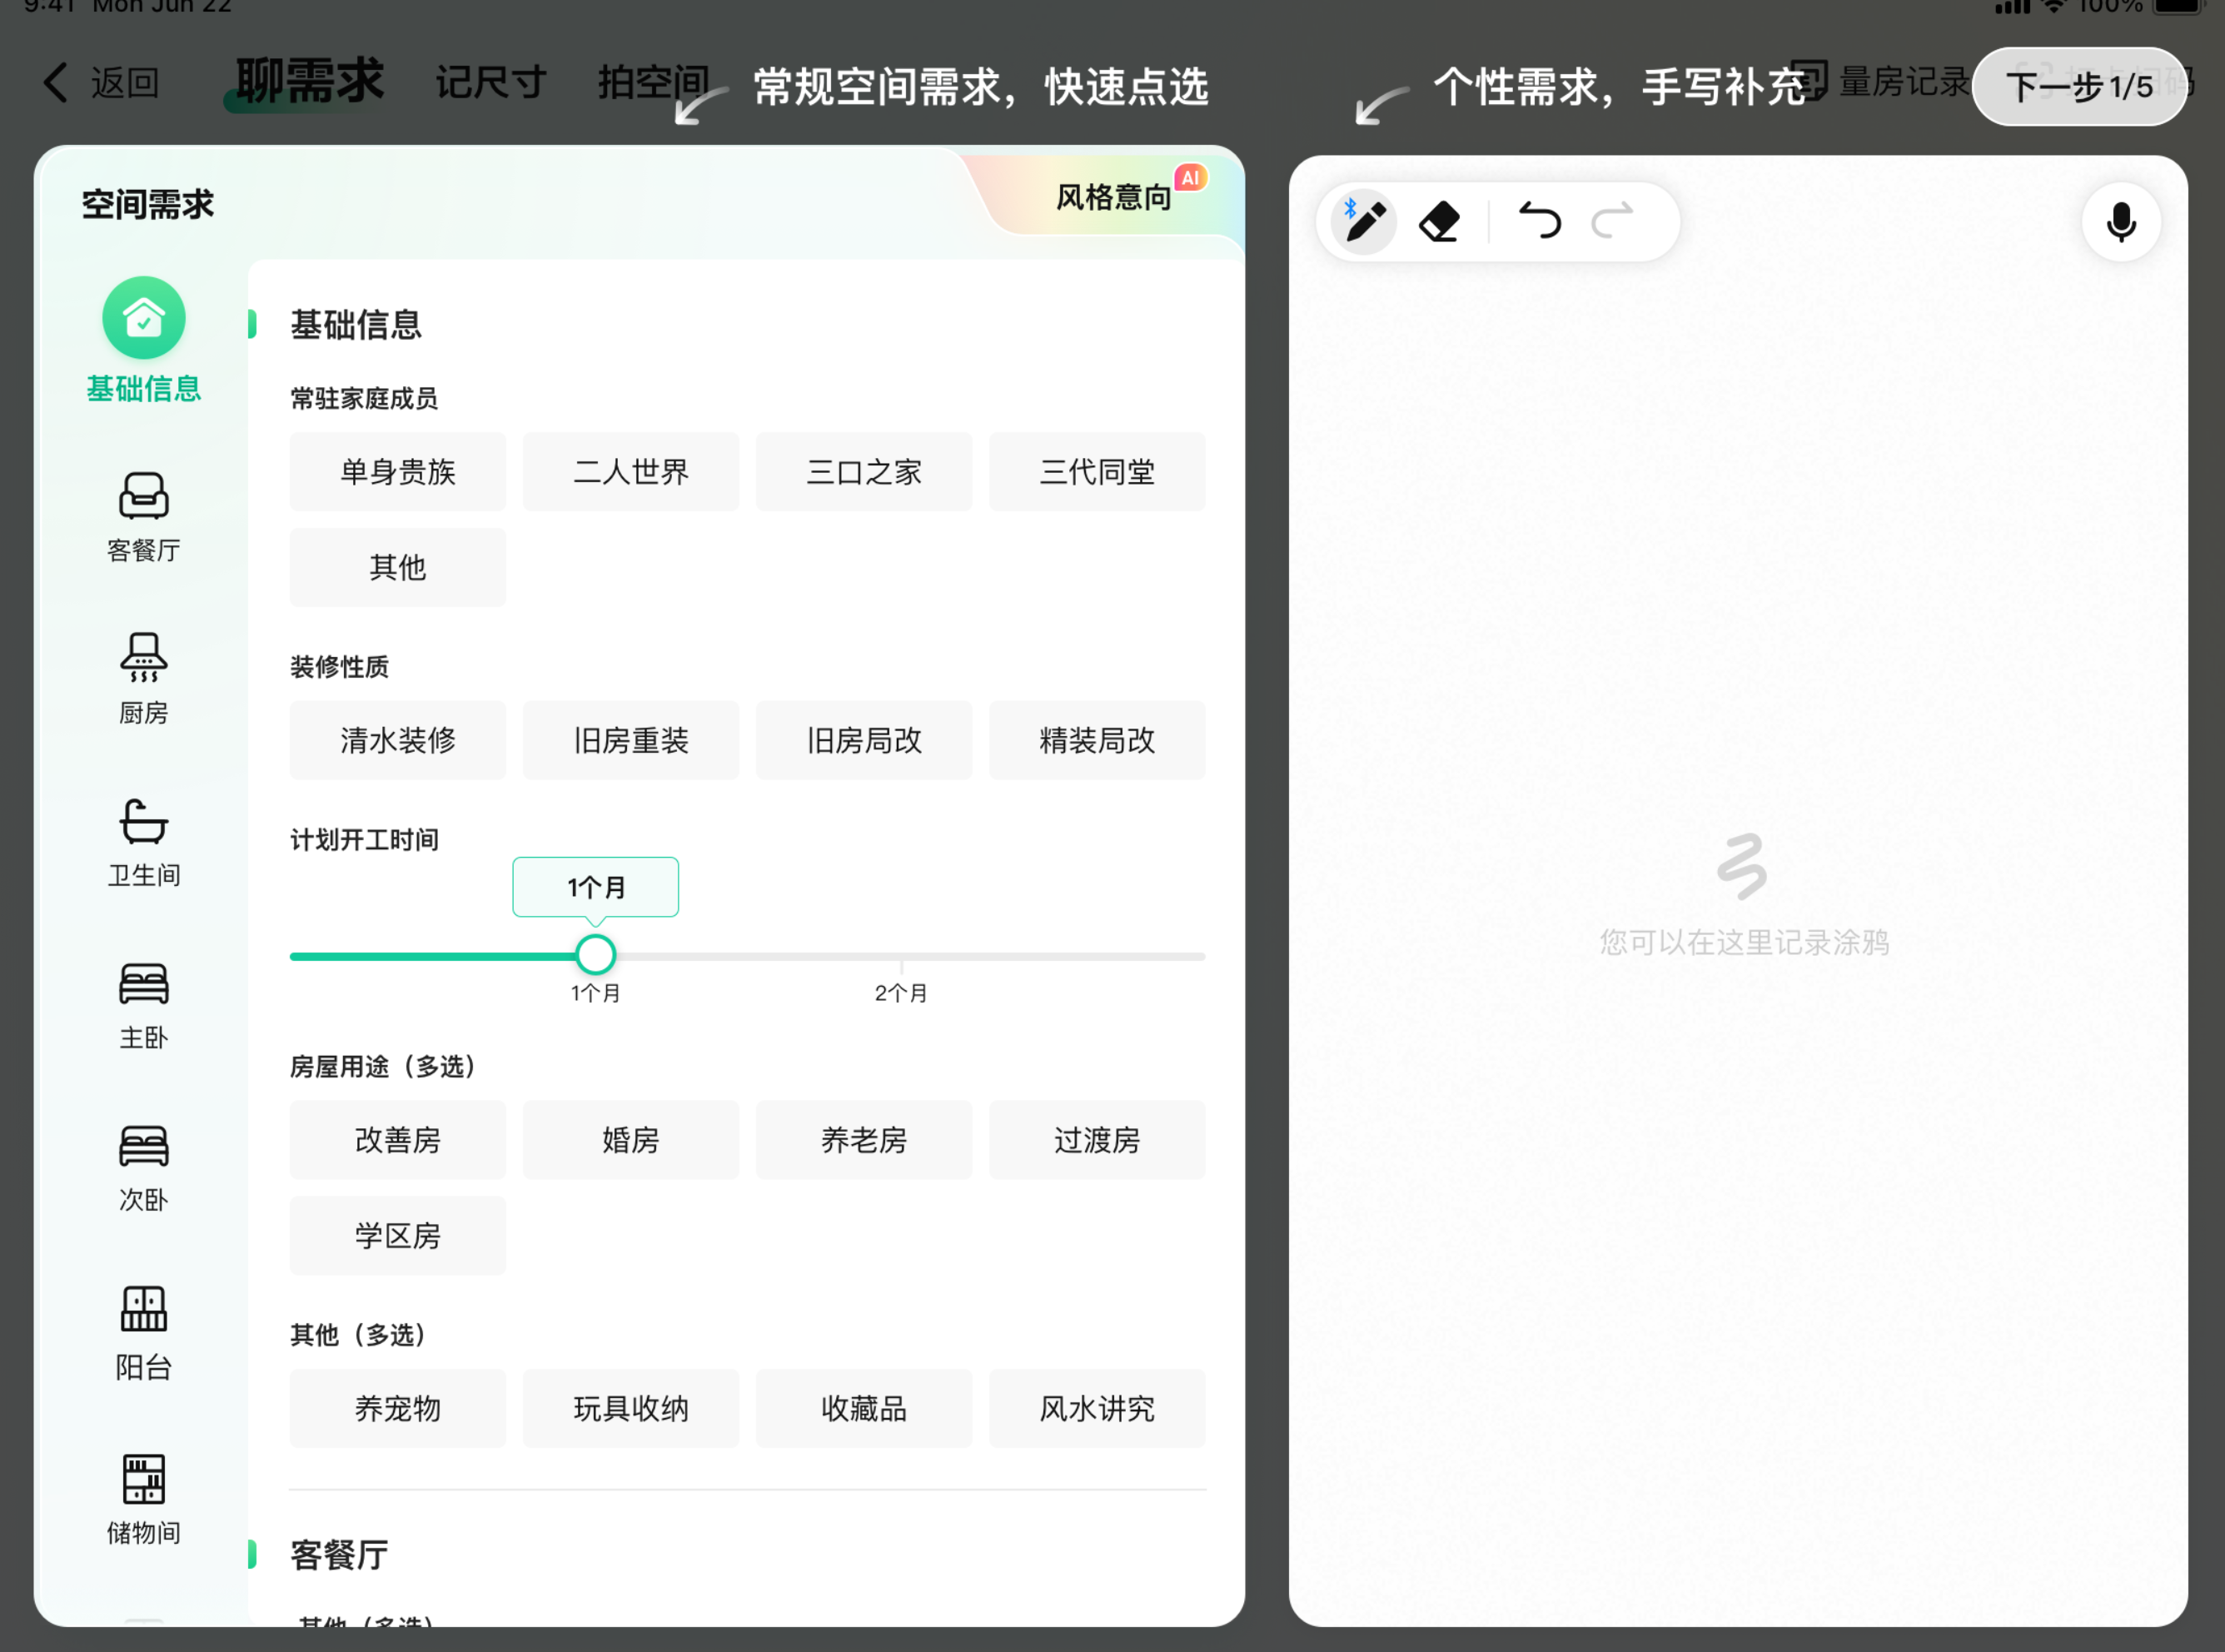 9:41 Mon Jun 22
100%
返回
聊需求
记尺寸
拍空间
常规空间需求，快速点选
个性需求，手写补充
量房记录
下一步 1/5
空间需求
风格意向
AI
基础信息
客餐厅
厨房
卫生间
主卧
次卧
阳台
储物间
基础信息
常驻家庭成员
单身贵族 二人世界 三口之家 三代同堂
其他
装修性质
清水装修 旧房重装 旧房局改 精装局改
计划开工时间
1个月
1个月 2个月
房屋用途（多选）
改善房 婚房 养老房 过渡房
学区房
其他（多选）
养宠物 玩具收纳 收藏品 风水讲究
客餐厅
其他（多选）
您可以在这里记录涂鸦